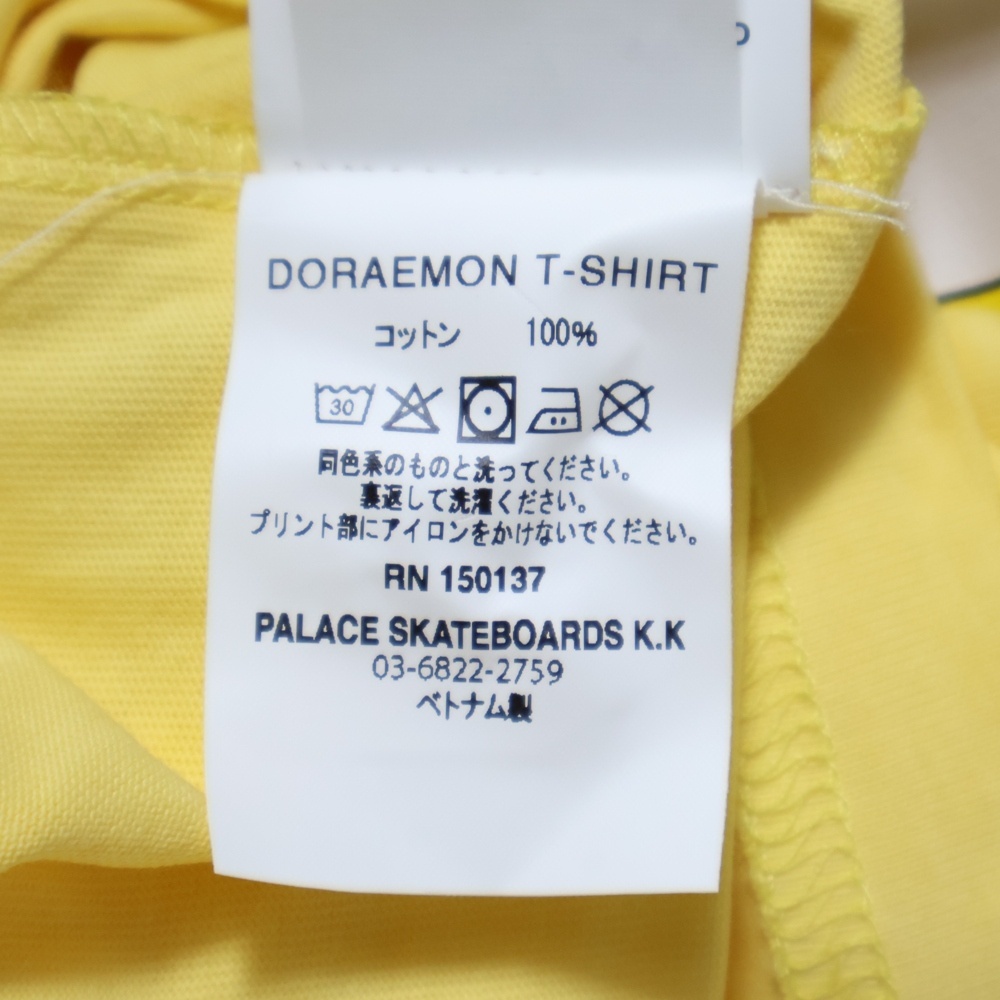 DORAEMON T-SHIRT
コットン 100%
30
同色系のものと洗ってください。
裏返して洗濯ください。
プリント部にアイロンをかけないでください。
RN 150137
PALACE SKATEBOARDS K.K
03-6822-2759
ベトナム製